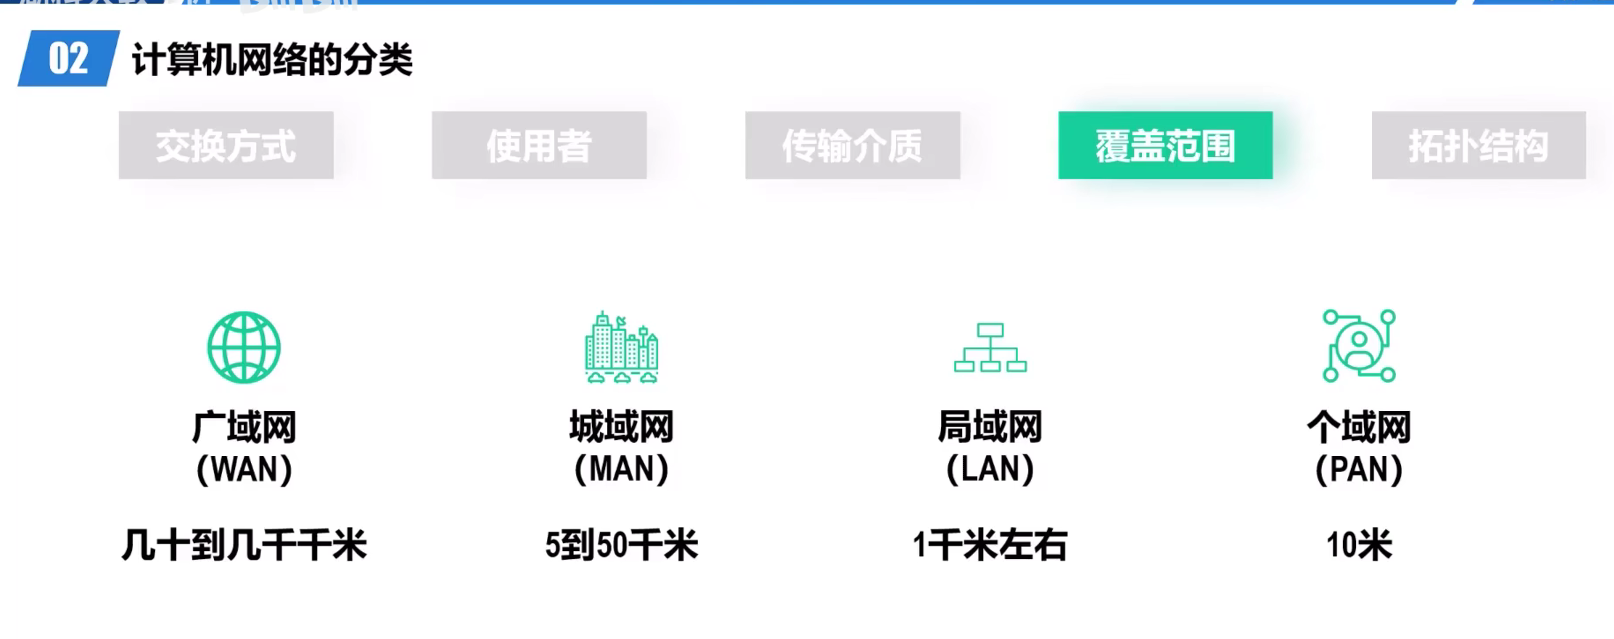 02 计算机网络的分类
交换方式 使用者 传输介质 覆盖范围 拓扑结构
广域网 城域网 局域网 个域网
(WAN) (MAN) (LAN) (PAN)
几十到几千千米 5到50千米 1千米左右 10米